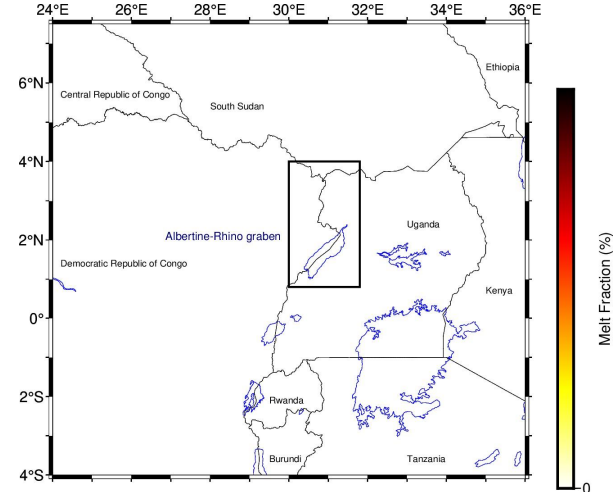 24°E 26°E 28°E 30°E 32°E 34°E 36°E
Ethiopia
6°N
Central Republic of Congo
South Sudan
4°N
Albertine-Rhino graben
Uganda
2°N
Democratic Republic of Congo
Kenya
Melt Fraction (%)
0°
2°S
Rwanda
Burundi
Tanzania
4°S
0